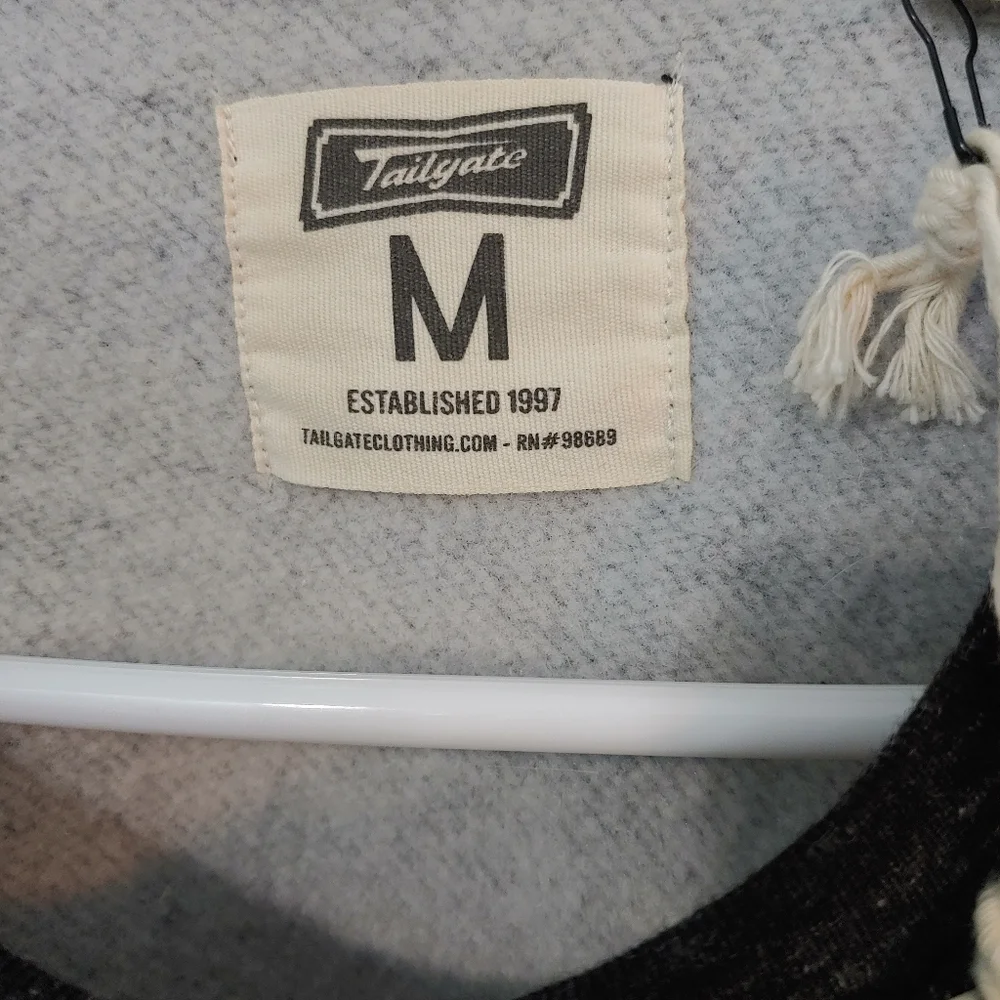 Tailgate
M
ESTABLISHED 1997
TAILGATECLOTHING.COM - RN#98689